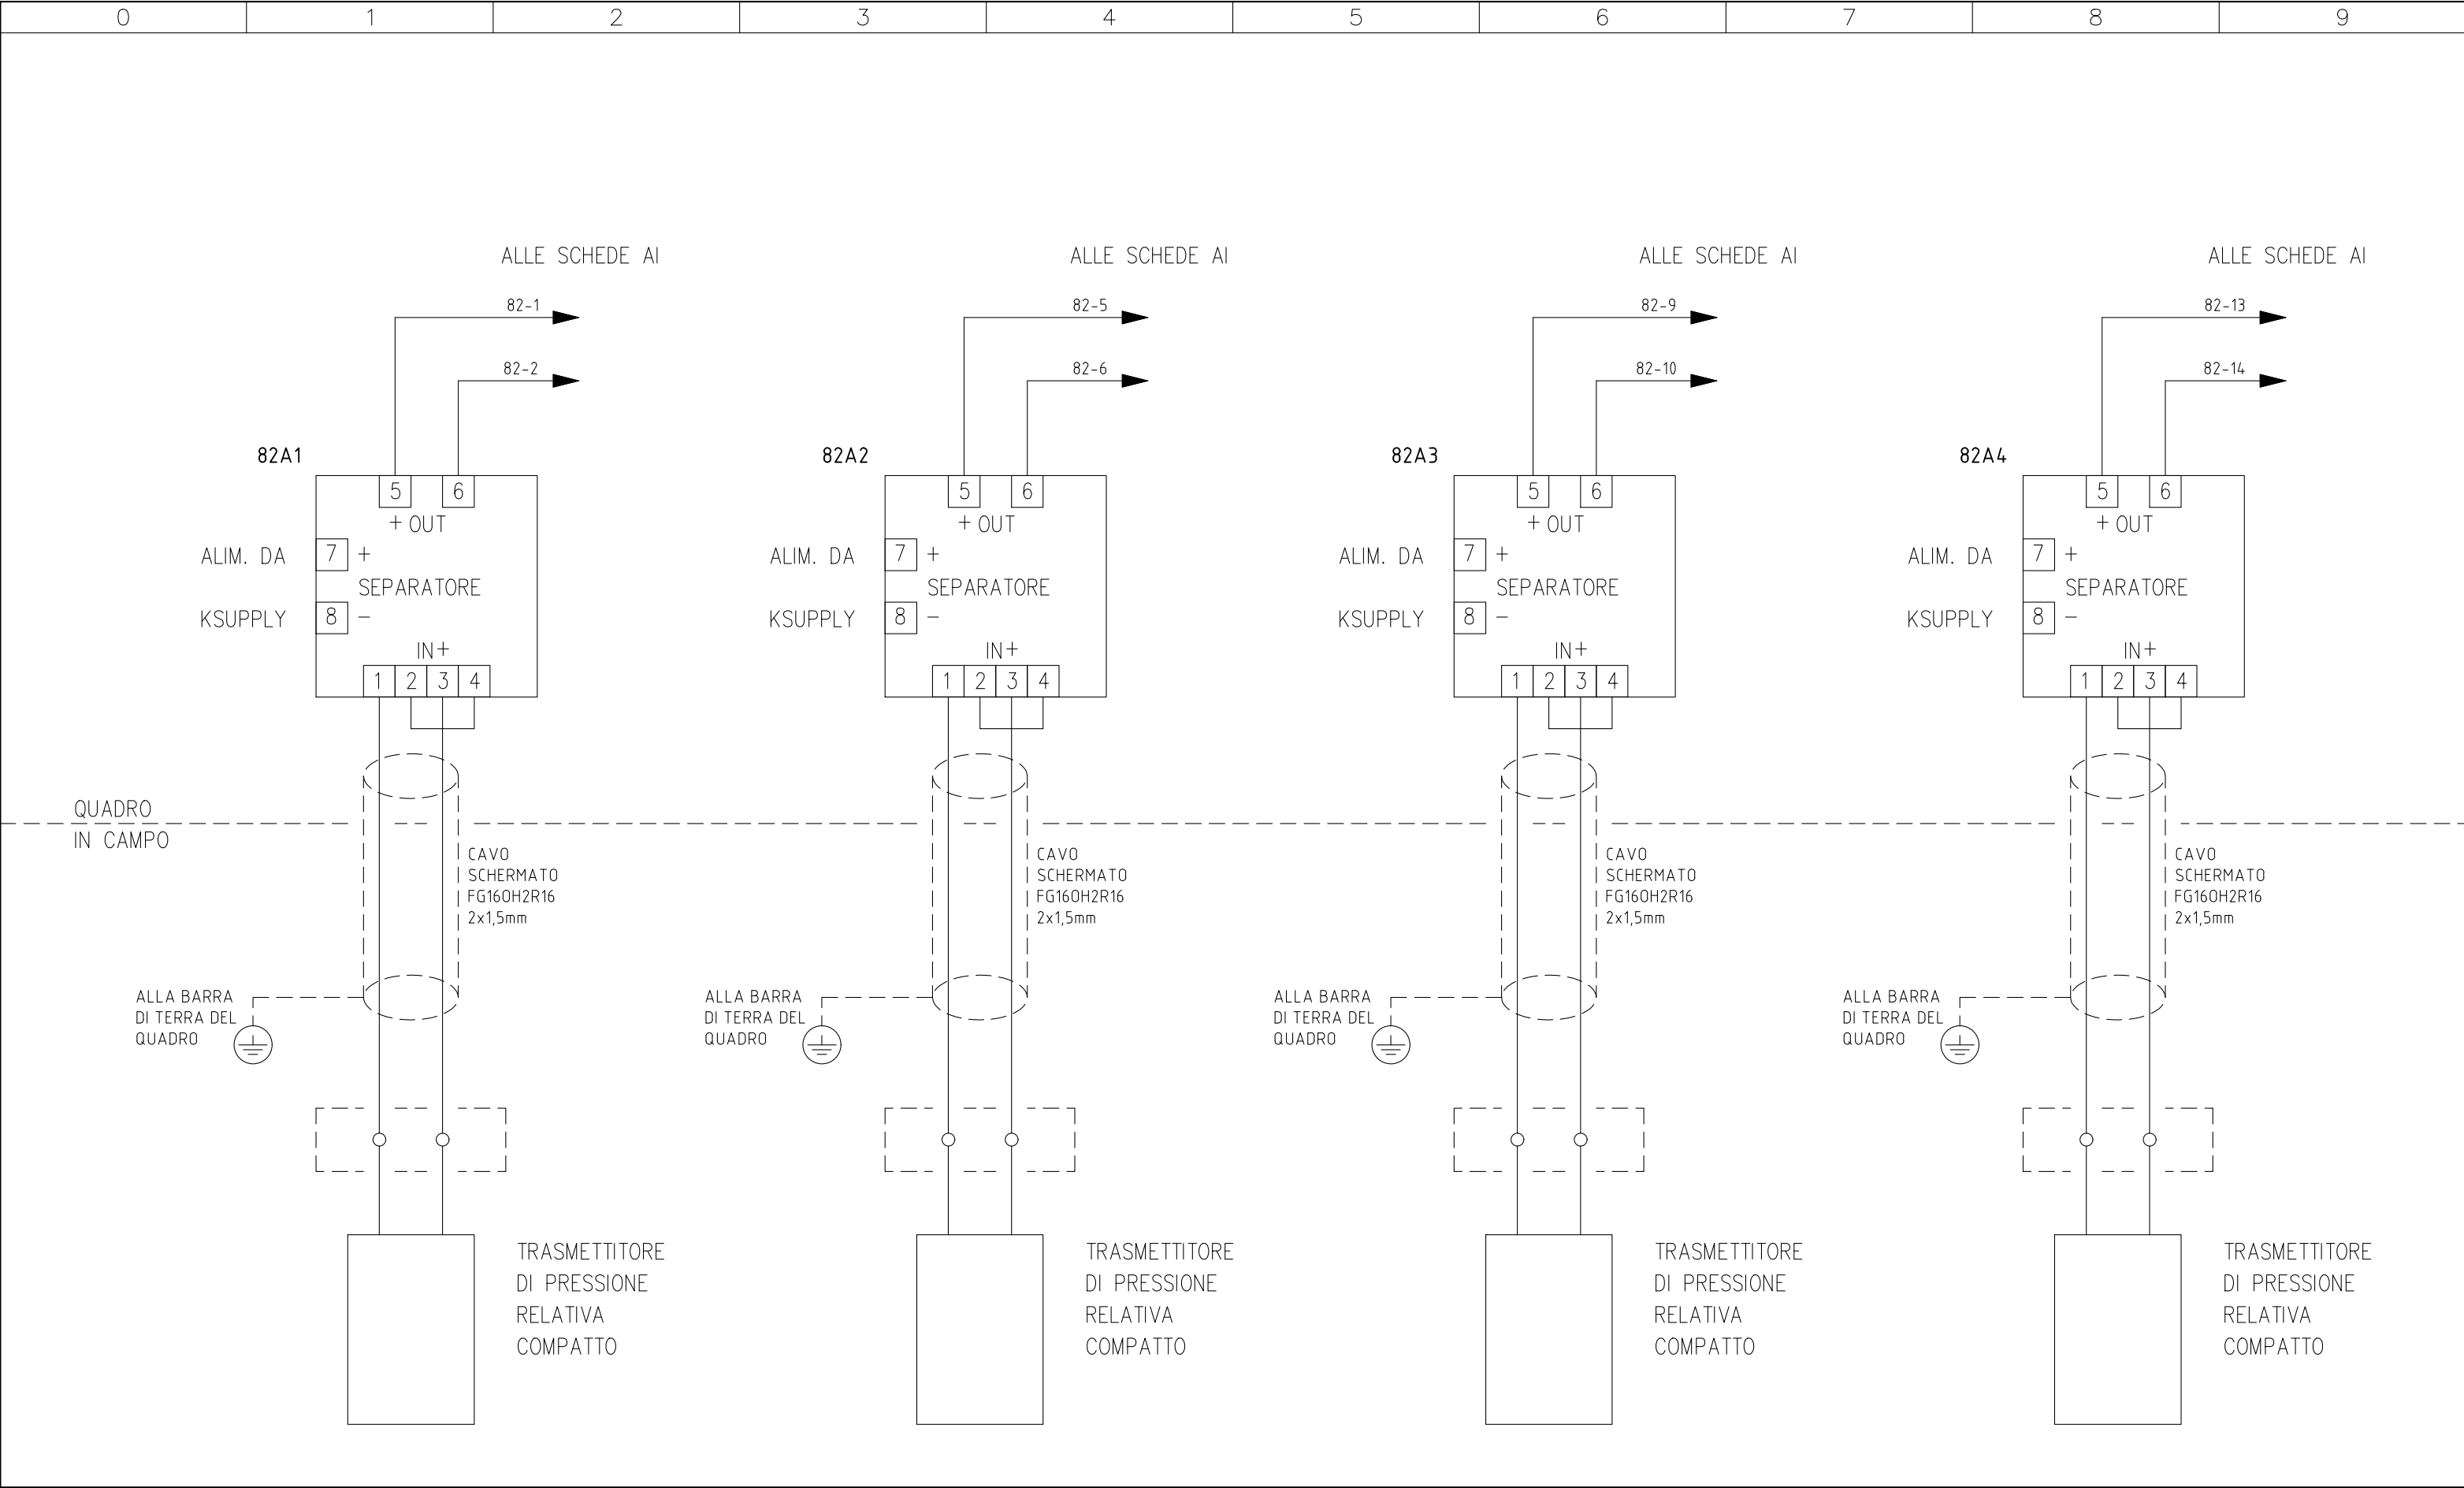 0 1 2 3 4 5 6 7 8 9
ALLE SCHEDE AI ALLE SCHEDE AI ALLE SCHEDE AI ALLE SCHEDE AI
82-1 82-5 82-9 82-13
82-2 82-6 82-10 82-14
82A1 82A2 82A3 82A4
5 6 5 6 5 6 5 6
+ OUT + OUT + OUT + OUT
ALIM. DA 7 + ALIM. DA 7 + ALIM. DA 7 + ALIM. DA 7 +
SEPARATORE SEPARATORE SEPARATORE SEPARATORE
KSUPPLY 8 - KSUPPLY 8 - KSUPPLY 8 - KSUPPLY 8 -
IN+ IN+ IN+ IN+
1 2 3 4 1 2 3 4 1 2 3 4 1 2 3 4
QUADRO
IN CAMPO
CAVO CAVO CAVO CAVO
SCHERMATO SCHERMATO SCHERMATO SCHERMATO
FG16OH2R16 FG16OH2R16 FG16OH2R16 FG16OH2R16
2x1,5mm 2x1,5mm 2x1,5mm 2x1,5mm
ALLA BARRA ALLA BARRA ALLA BARRA ALLA BARRA
DI TERRA DEL DI TERRA DEL DI TERRA DEL DI TERRA DEL
QUADRO QUADRO QUADRO QUADRO
TRASMETTITORE TRASMETTITORE TRASMETTITORE TRASMETTITORE
DI PRESSIONE DI PRESSIONE DI PRESSIONE DI PRESSIONE
RELATIVA RELATIVA RELATIVA RELATIVA
COMPATTO COMPATTO COMPATTO COMPATTO